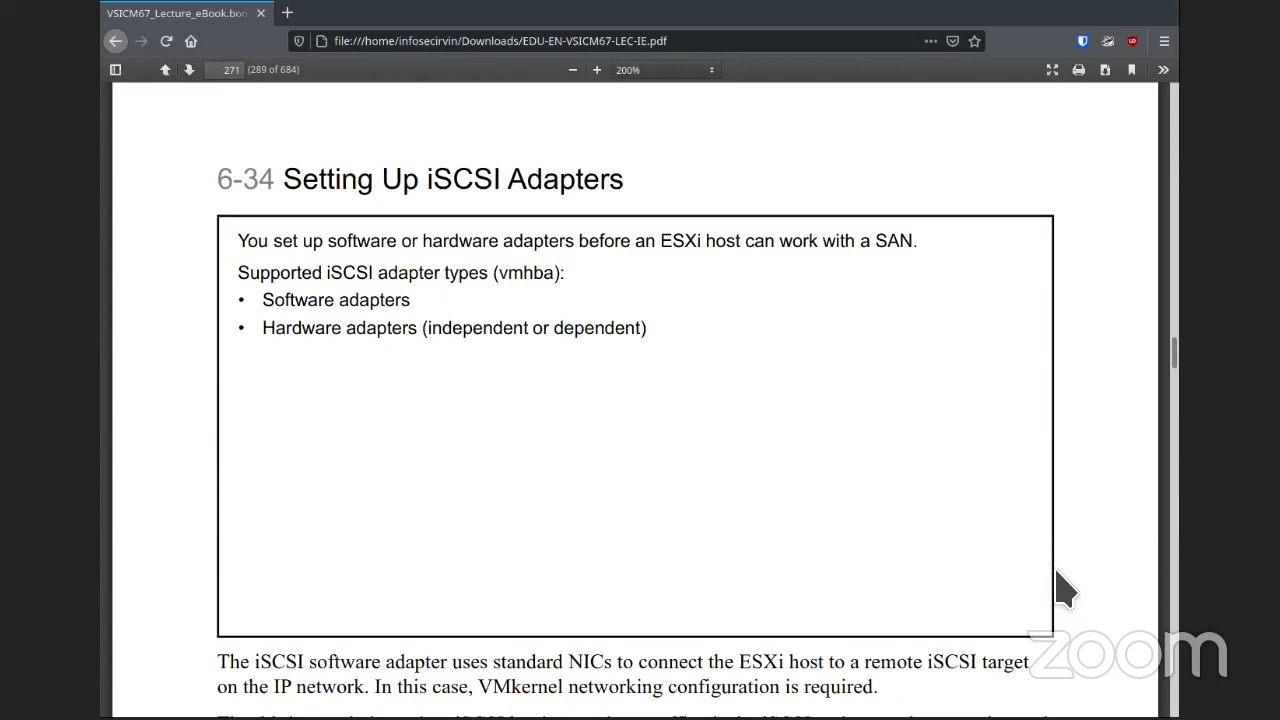 VSICM67_Lecture_eBook.boo
file:///home/infosecirvin/Downloads/EDU-EN-VSICM67-LEC-IE.pdf
271 (289 of 684)
200%
6-34 Setting Up iSCSI Adapters
You set up software or hardware adapters before an ESXi host can work with a SAN.
Supported iSCSI adapter types (vmhba):
• Software adapters
• Hardware adapters (independent or dependent)
The iSCSI software adapter uses standard NICs to connect the ESXi host to a remote iSCSI target
on the IP network. In this case, VMkernel networking configuration is required.
zoom